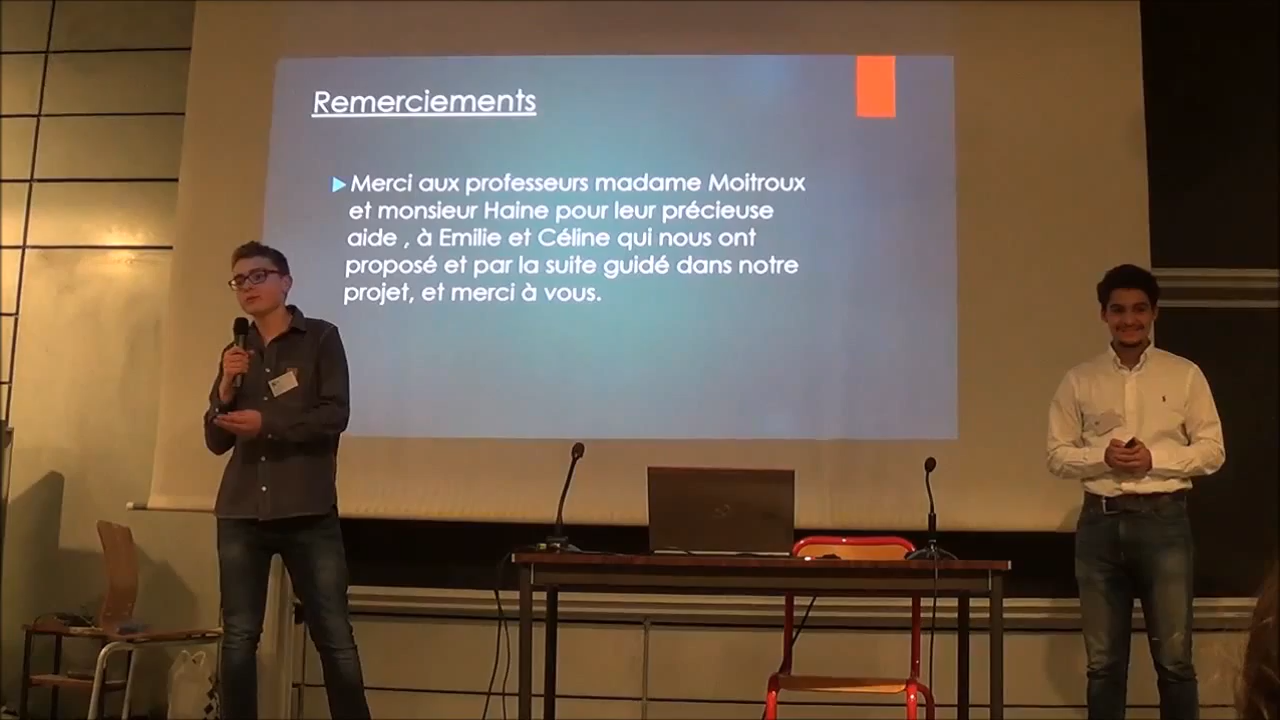 Remerciements
Merci aux professeurs madame Moitroux
et monsieur Haine pour leur précieuse
aide , à Emilie et Céline qui nous ont
proposé et par la suite guidé dans notre
projet, et merci à vous.